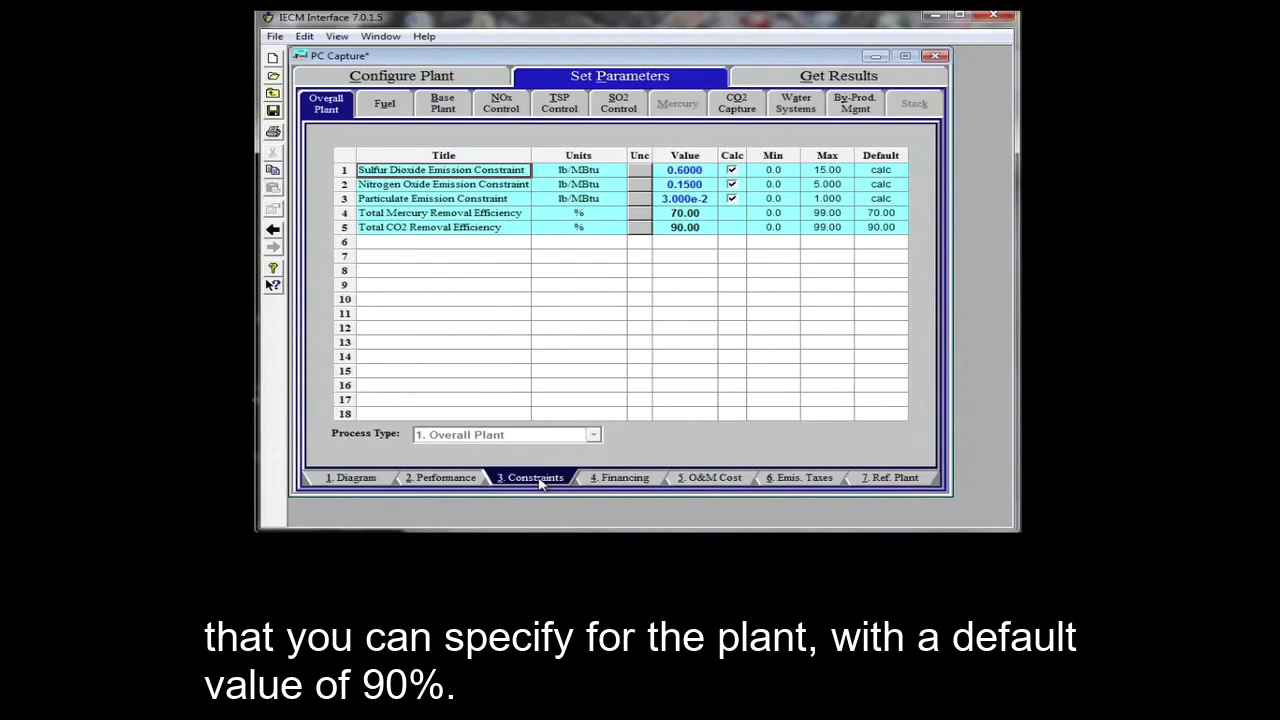 IECM Interface 7.0.1.5
File Edit View Window Help
PC Capture*
Configure Plant Set Parameters Get Results
Overall Plant Fuel Base Plant NOx Control TSP Control SO2 Control Mercury CO2 Capture Water Systems By-Prod. Mgmt Stack
Title Units Unc Value Calc Min Max Default
1 Sulfur Dioxide Emission Constraint lb/MBtu 0.6000 0.0 15.00 calc
2 Nitrogen Oxide Emission Constraint lb/MBtu 0.1500 0.0 5.000 calc
3 Particulate Emission Constraint lb/MBtu 3.000e-2 0.0 1.000 calc
4 Total Mercury Removal Efficiency % 70.00 0.0 99.00 70.00
5 Total CO2 Removal Efficiency % 90.00 0.0 99.00 90.00
6
7
8
9
10
11
12
13
14
15
16
17
18
Process Type: 1. Overall Plant
1. Diagram 2. Performance 3. Constraints 4. Financing 5. O&M Cost 6. Emis. Taxes 7. Ref. Plant
that you can specify for the plant, with a default
value of 90%.